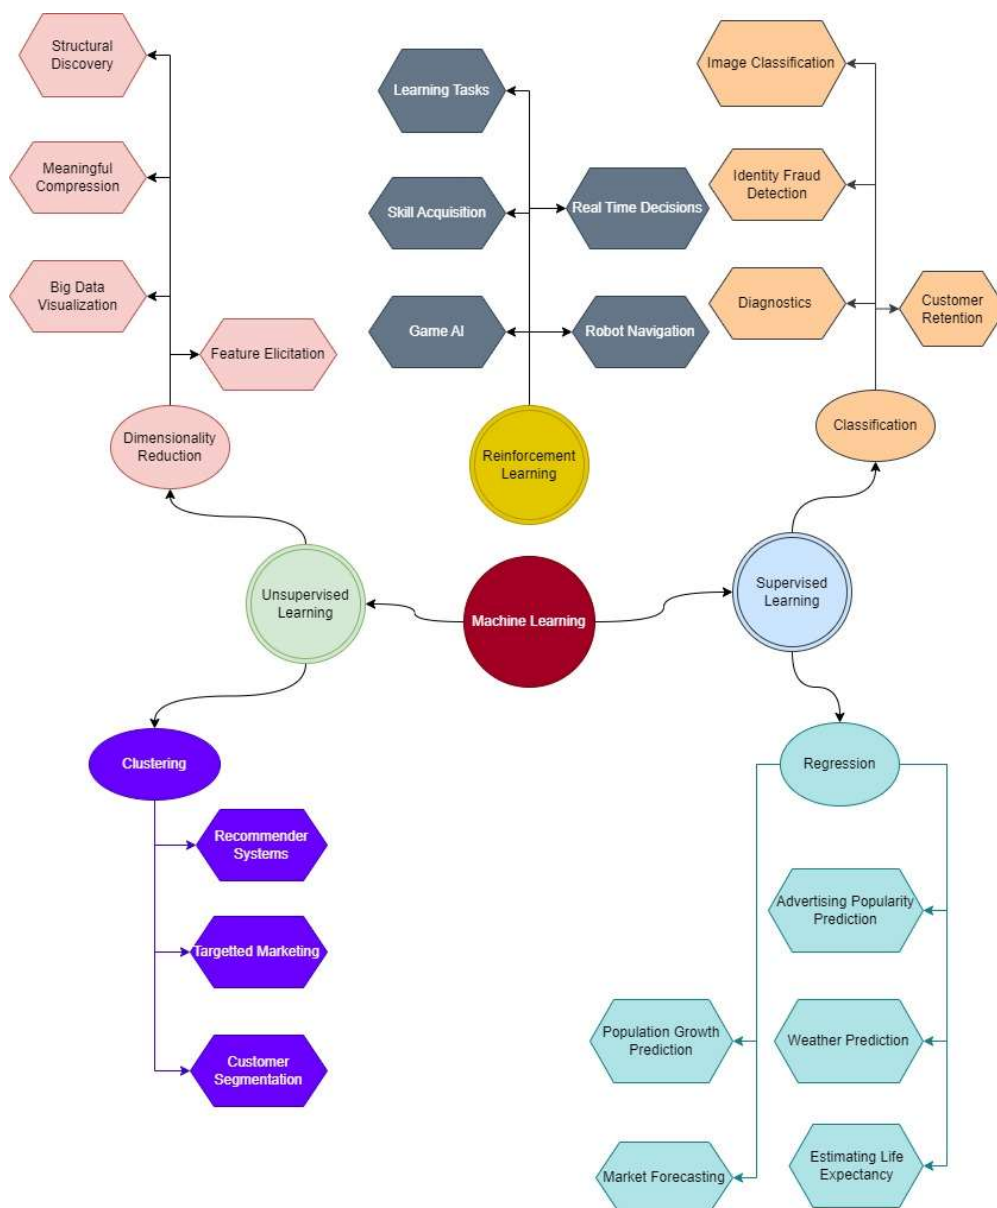 Structural
Discovery
Meaningful
Compression
Big Data
Visualization
Feature Elicitation
Dimensionality
Reduction
Learning Tasks
Skill Acquisition
Real Time Decisions
Game AI
Robot Navigation
Reinforcement
Learning
Image Classification
Identity Fraud
Detection
Diagnostics
Customer
Retention
Classification
Unsupervised
Learning
Machine Learning
Supervised
Learning
Clustering
Recommender
Systems
Targetted Marketing
Customer
Segmentation
Regression
Advertising Popularity
Prediction
Population Growth
Prediction
Weather Prediction
Market Forecasting
Estimating Life
Expectancy